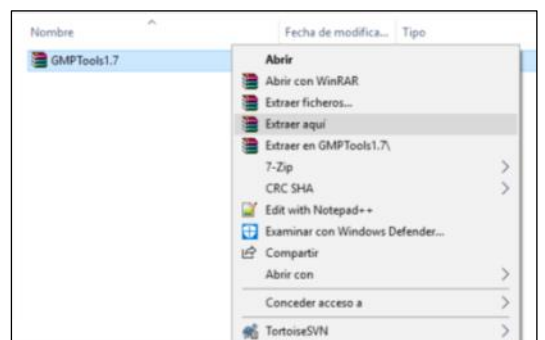 Nombre Fecha de modifica... Tipo
GMPTools1.7
Abrir
Abrir con WinRAR
Extraer ficheros...
Extraer aquí
Extraer en GMPTools1.7\
7-Zip
CRC SHA
Edit with Notepad++
Examinar con Windows Defender...
Compartir
Abrir con
Conceder acceso a
TortoiseSVN